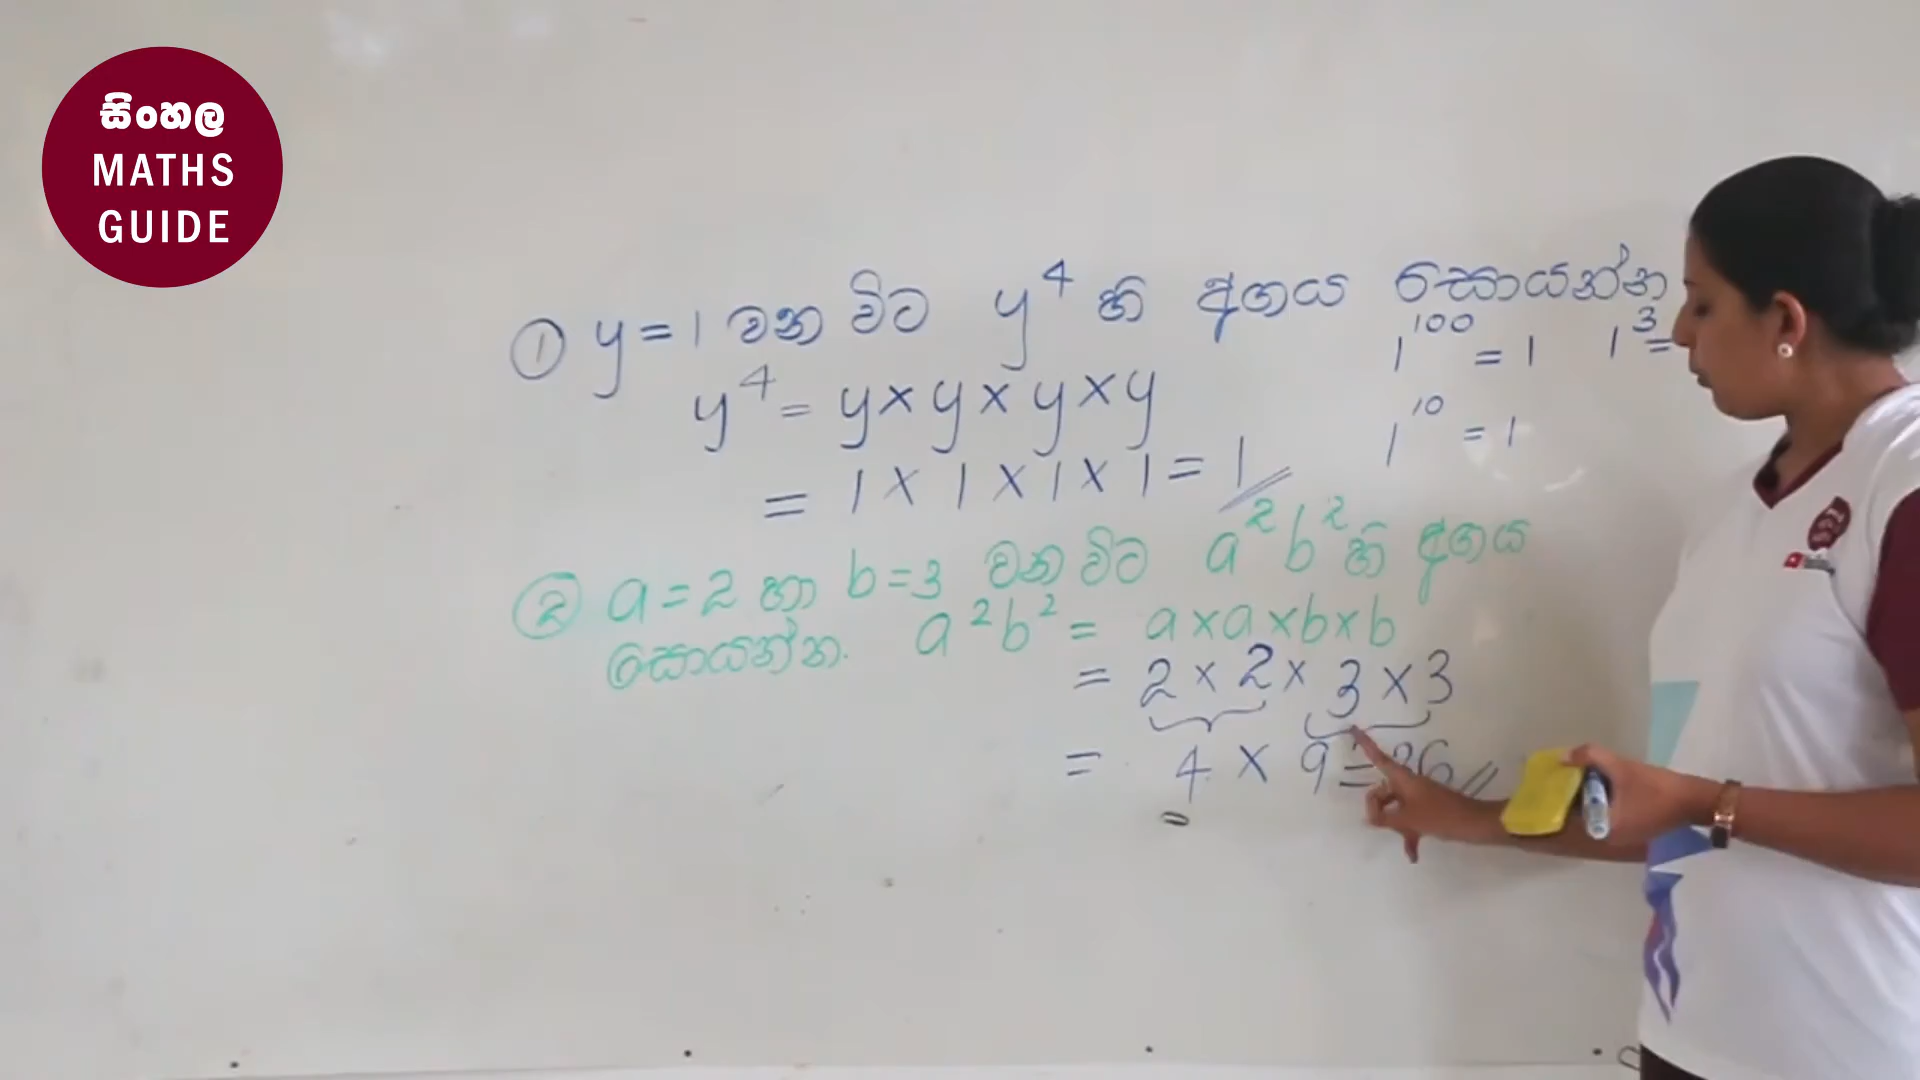 සිංහල
MATHS
GUIDE
① y = 1 වන විට y⁴ හි අගය සොයන්න
y⁴ = y × y × y × y
= 1 × 1 × 1 × 1 = 1
1¹⁰⁰ = 1 1³ =
1¹⁰ = 1
② a = 2 හා b = 3 වන විට a²b² හි අගය
සොයන්න. a²b² = a × a × b × b
= 2 × 2 × 3 × 3
= 4 × 9 = 36